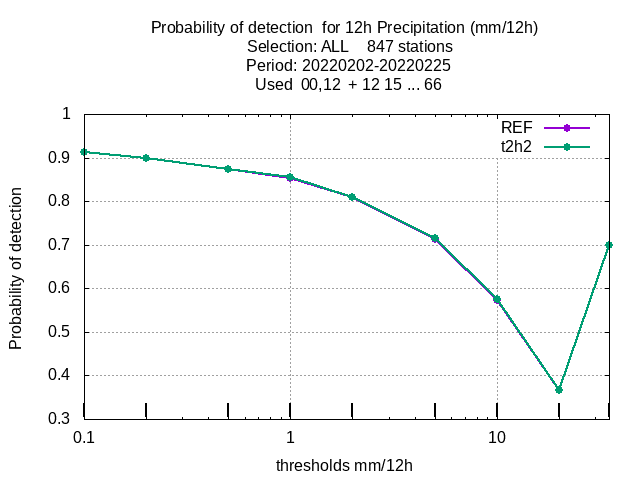 Probability of detection  for 12h Precipitation (mm/12h)
Selection: ALL    847 stations
Period: 20220202-20220225
Used  00,12  + 12 15 ... 66
REF
t2h2
1
0.9
0.8
0.7
0.6
0.5
0.4
0.3
Probability of detection
0.1 1 10
thresholds mm/12h